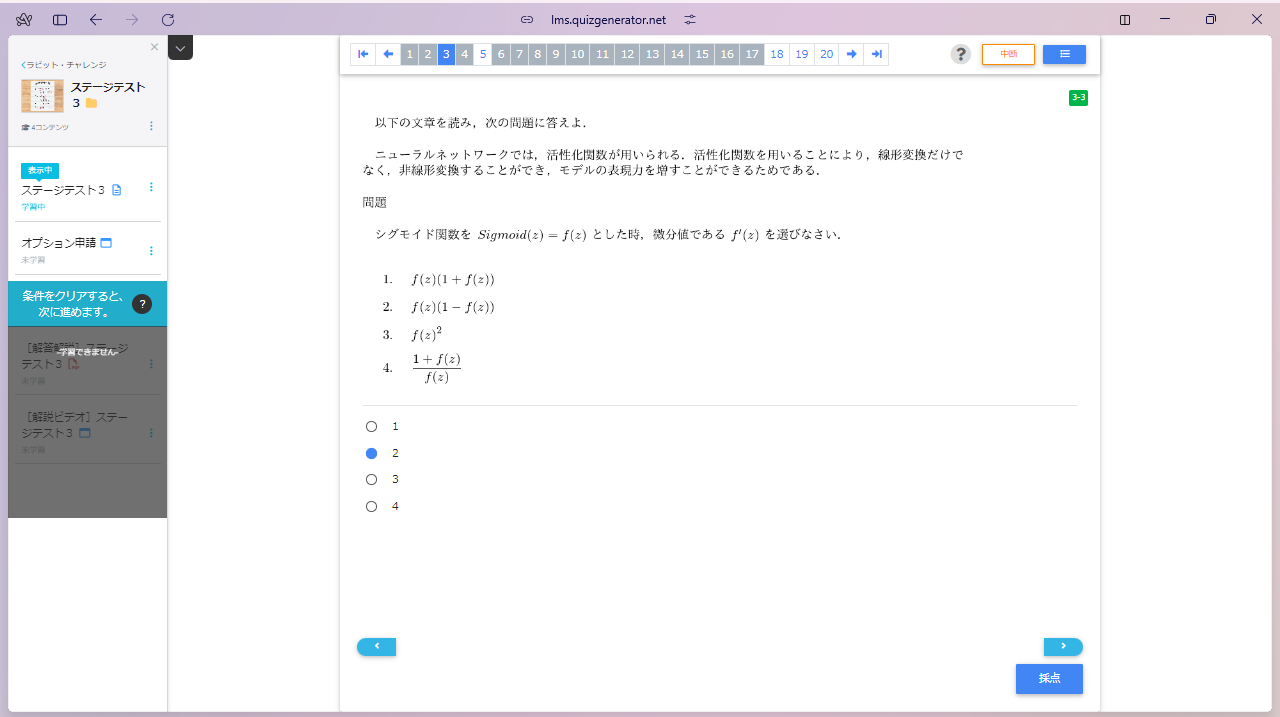 lms.quizgenerator.net
ラピット・チャレンジ
ステージテスト
3
4コンテンツ
表示中
ステージテスト3
学習中
オプション申請
未学習
条件をクリアすると、
次に進めます。
?
[解答解説] ステージ
テスト3
学習できません
未学習
[解説ビデオ] ステー
ジテスト3
未学習
1 2 3 4 5 6 7 8 9 10 11 12 13 14 15 16 17 18 19 20
?
中断
3-3
以下の文章を読み，次の問題に答えよ．
ニューラルネットワークでは，活性化関数が用いられる．活性化関数を用いることにより，線形変換だけで
なく，非線形変換することができ，モデルの表現力を増すことができるためである．
問題
シグモイド関数を Sigmoid(z) = f(z) とした時，微分値である f′(z) を選びなさい．
1. f(z)(1 + f(z))
2. f(z)(1 − f(z))
3. f(z)²
4. 1 + f(z)
f(z)
1
2
3
4
採点